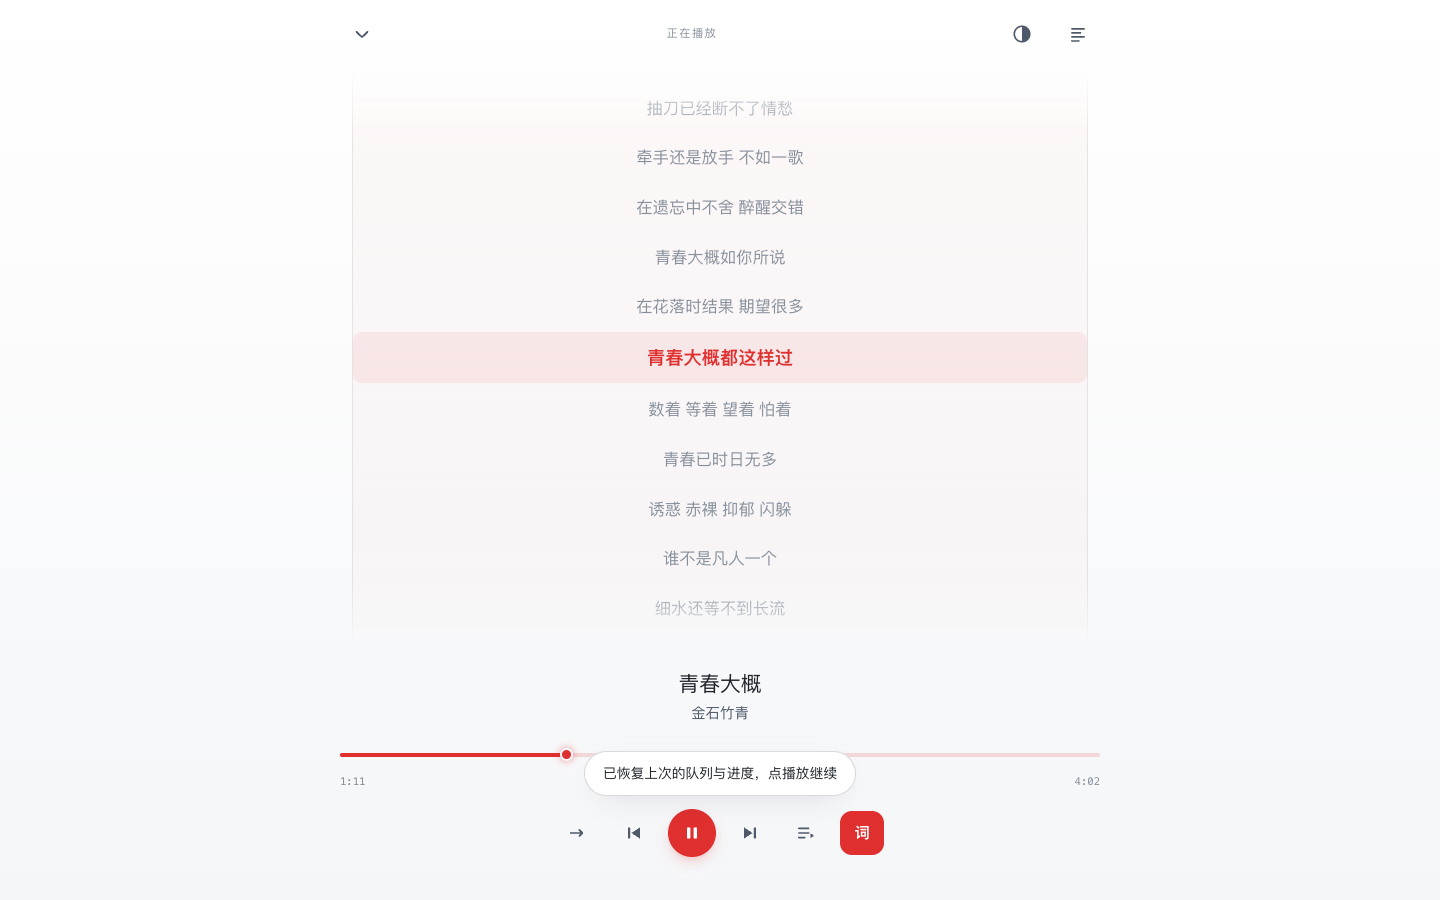 正在播放
抽刀已经断不了情愁
牵手还是放手 不如一歌
在遗忘中不舍 醉醒交错
青春大概如你所说
在花落时结果 期望很多
青春大概都这样过
数着 等着 望着 怕着
青春已时日无多
诱惑 赤裸 抑郁 闪躲
谁不是凡人一个
细水还等不到长流
青春大概
金石竹青
已恢复上次的队列与进度，点播放继续
1:11
4:02
词